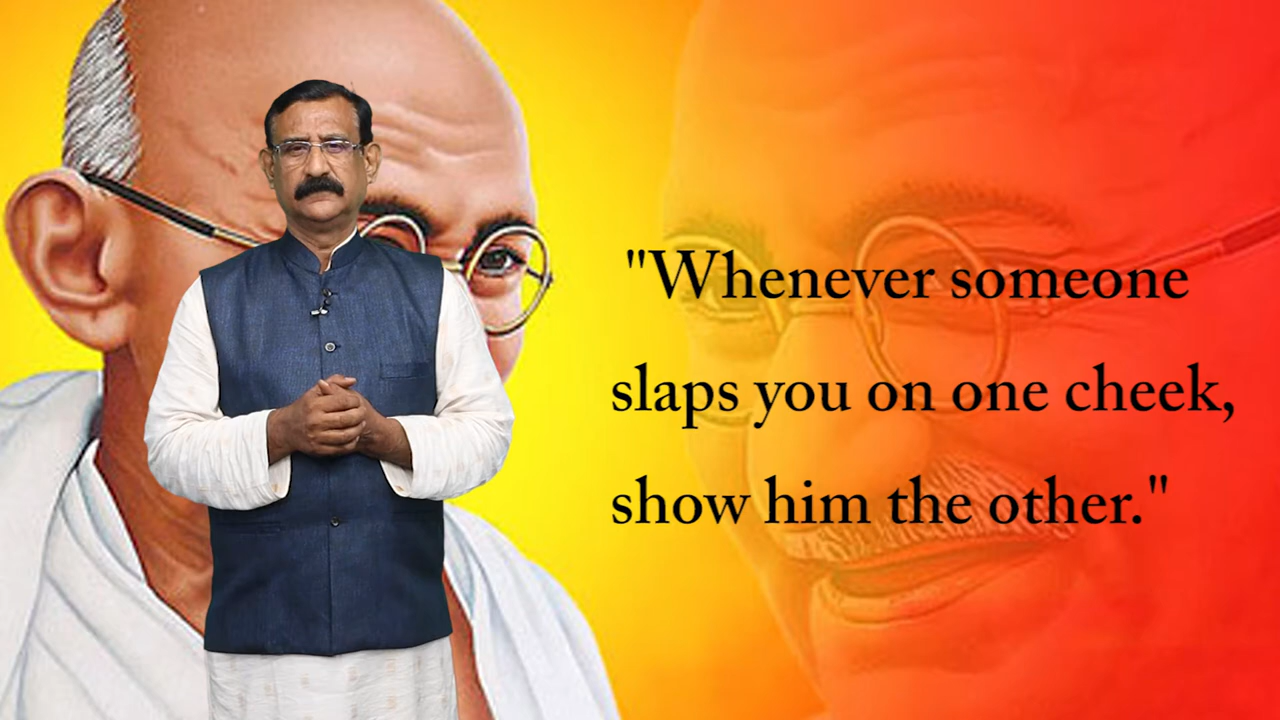 "Whenever someone
slaps you on one cheek,
show him the other."